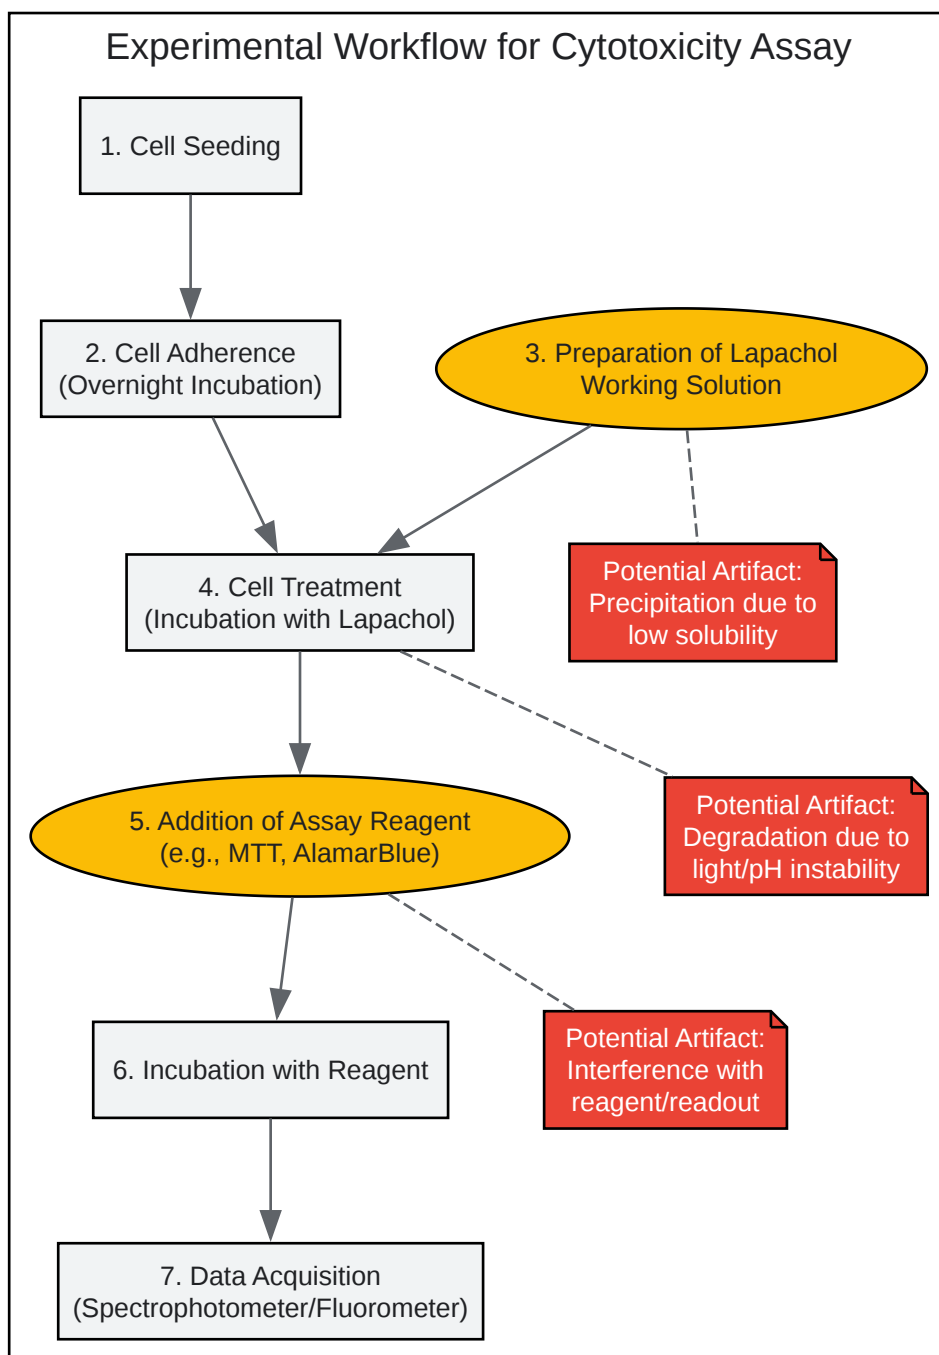 Experimental Workflow for Cytotoxicity Assay
1. Cell Seeding
2. Cell Adherence
(Overnight Incubation)
3. Preparation of Lapachol
Working Solution
4. Cell Treatment
(Incubation with Lapachol)
Potential Artifact:
Precipitation due to
low solubility
5. Addition of Assay Reagent
(e.g., MTT, AlamarBlue)
Potential Artifact:
Degradation due to
light/pH instability
6. Incubation with Reagent
Potential Artifact:
Interference with
reagent/readout
7. Data Acquisition
(Spectrophotometer/Fluorometer)